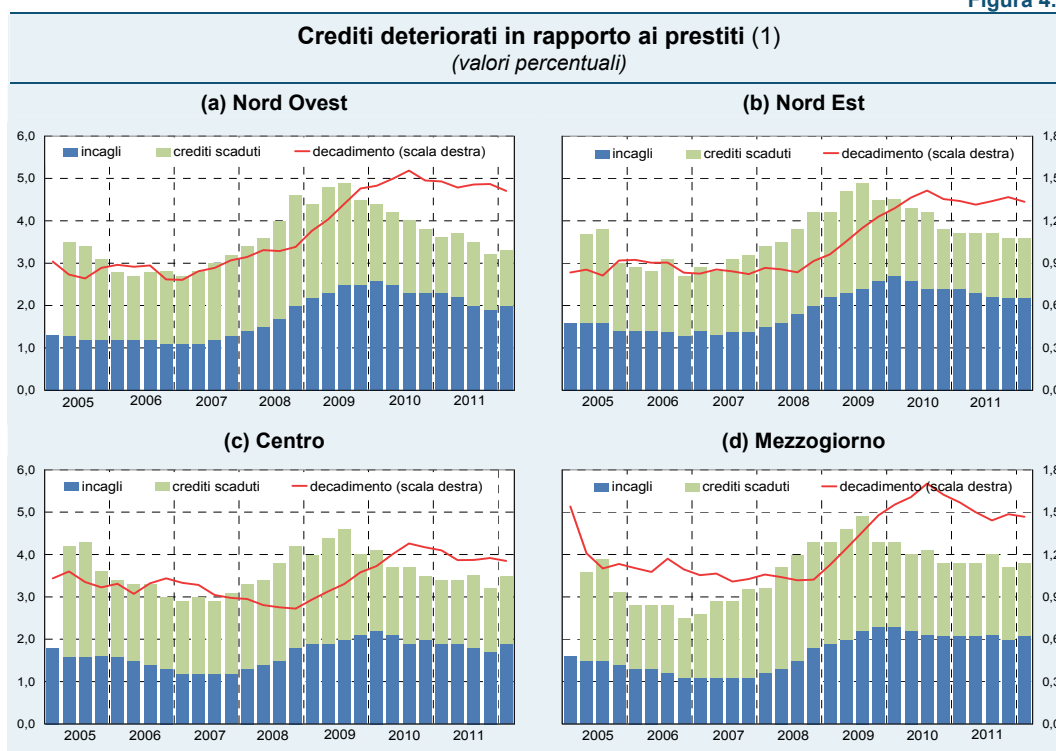 Figura 4.
Crediti deteriorati in rapporto ai prestiti (1)
(valori percentuali)
(a) Nord Ovest
(b) Nord Est
6,0
5,0
4,0
3,0
2,0
1,0
0,0
incagli
crediti scaduti
decadimento (scala destra)
2005
2006
2007
2008
2009
2010
2011
incagli
crediti scaduti
decadimento (scala destra)
1,8
1,5
1,2
0,9
0,6
0,3
0,0
2005
2006
2007
2008
2009
2010
2011
(c) Centro
(d) Mezzogiorno
6,0
5,0
4,0
3,0
2,0
1,0
0,0
incagli
crediti scaduti
decadimento (scala destra)
2005
2006
2007
2008
2009
2010
2011
incagli
crediti scaduti
decadimento (scala destra)
1,8
1,5
1,2
0,9
0,6
0,3
0,0
2005
2006
2007
2008
2009
2010
2011